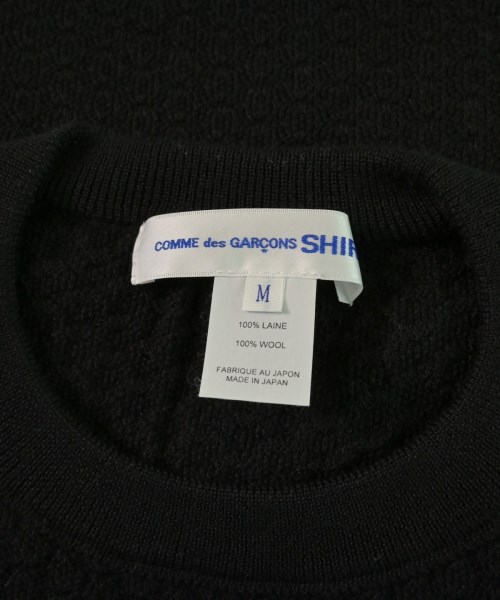 COMME des GARÇONS SHIR
M
100% LAINE
100% WOOL
FABRIQUE AU JAPON
MADE IN JAPAN